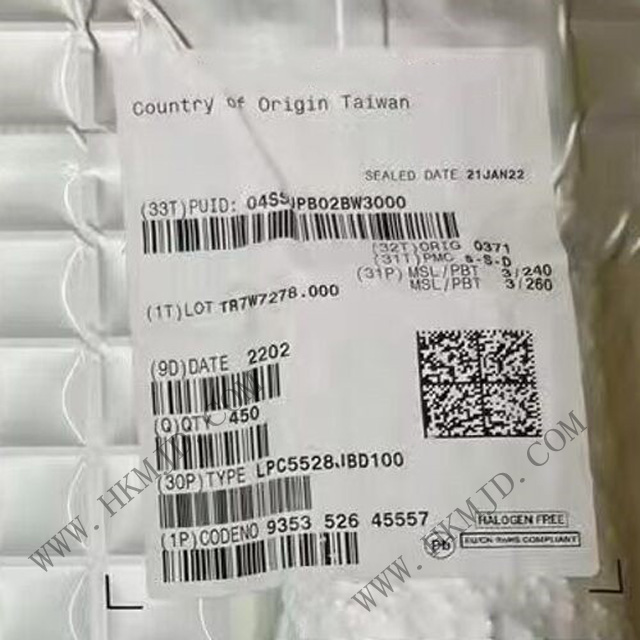 Country of Origin Taiwan
SEALED DATE 21JAN22
(33T)PUID: 04SSJPB02BW3000
(32T)ORIG 0371
(31T)PMC S-S-D
(31P) MSL/PBT 3/240
MSL/PBT 3/260
(1T)LOT TR7W7278.000
(9D)DATE 2202
(Q)QTY 450
(30P)TYPE LPC5528JBD100
(1P)CODENO 9353 526 45557
HALOGEN FREE
Pb
EU/CN RoHS COMPLIANT
WWW.HKMJD.COM
WWW.HKMJD.COM